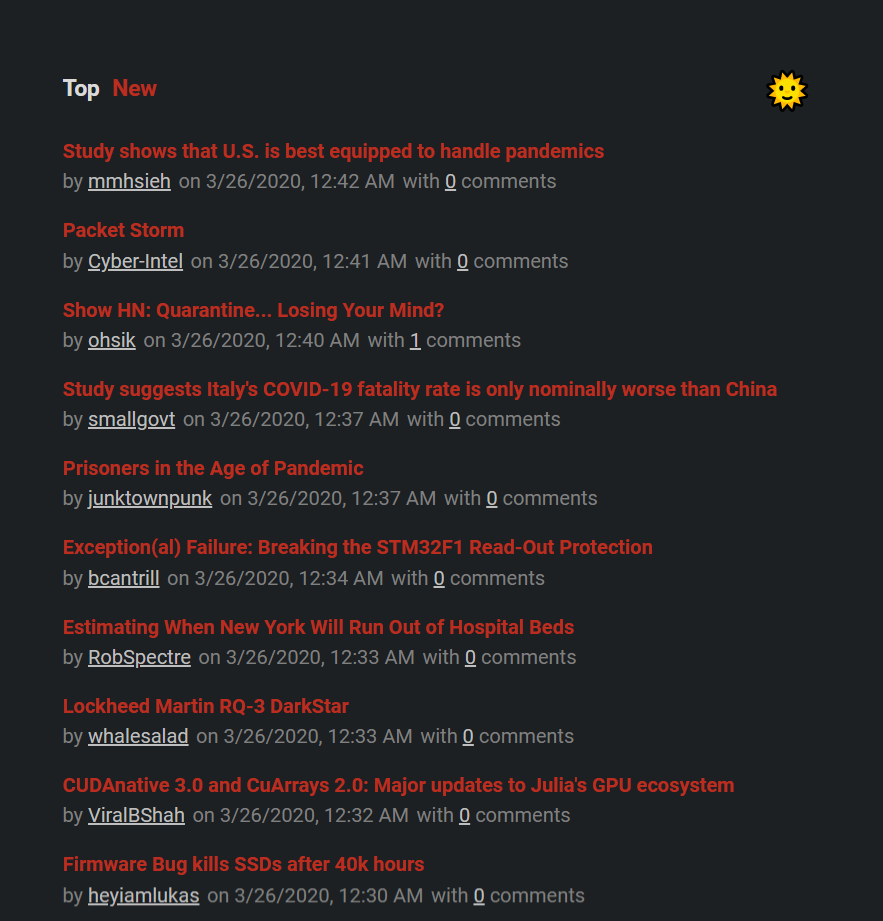 Top New
Study shows that U.S. is best equipped to handle pandemics
by mmhsieh on 3/26/2020, 12:42 AM with 0 comments
Packet Storm
by Cyber-Intel on 3/26/2020, 12:41 AM with 0 comments
Show HN: Quarantine... Losing Your Mind?
by ohsik on 3/26/2020, 12:40 AM with 1 comments
Study suggests Italy's COVID-19 fatality rate is only nominally worse than China
by smallgovt on 3/26/2020, 12:37 AM with 0 comments
Prisoners in the Age of Pandemic
by junktownpunk on 3/26/2020, 12:37 AM with 0 comments
Exception(al) Failure: Breaking the STM32F1 Read-Out Protection
by bcantrill on 3/26/2020, 12:34 AM with 0 comments
Estimating When New York Will Run Out of Hospital Beds
by RobSpectre on 3/26/2020, 12:33 AM with 0 comments
Lockheed Martin RQ-3 DarkStar
by whalesalad on 3/26/2020, 12:33 AM with 0 comments
CUDAnative 3.0 and CuArrays 2.0: Major updates to Julia's GPU ecosystem
by ViralBShah on 3/26/2020, 12:32 AM with 0 comments
Firmware Bug kills SSDs after 40k hours
by heyiamlukas on 3/26/2020, 12:30 AM with 0 comments